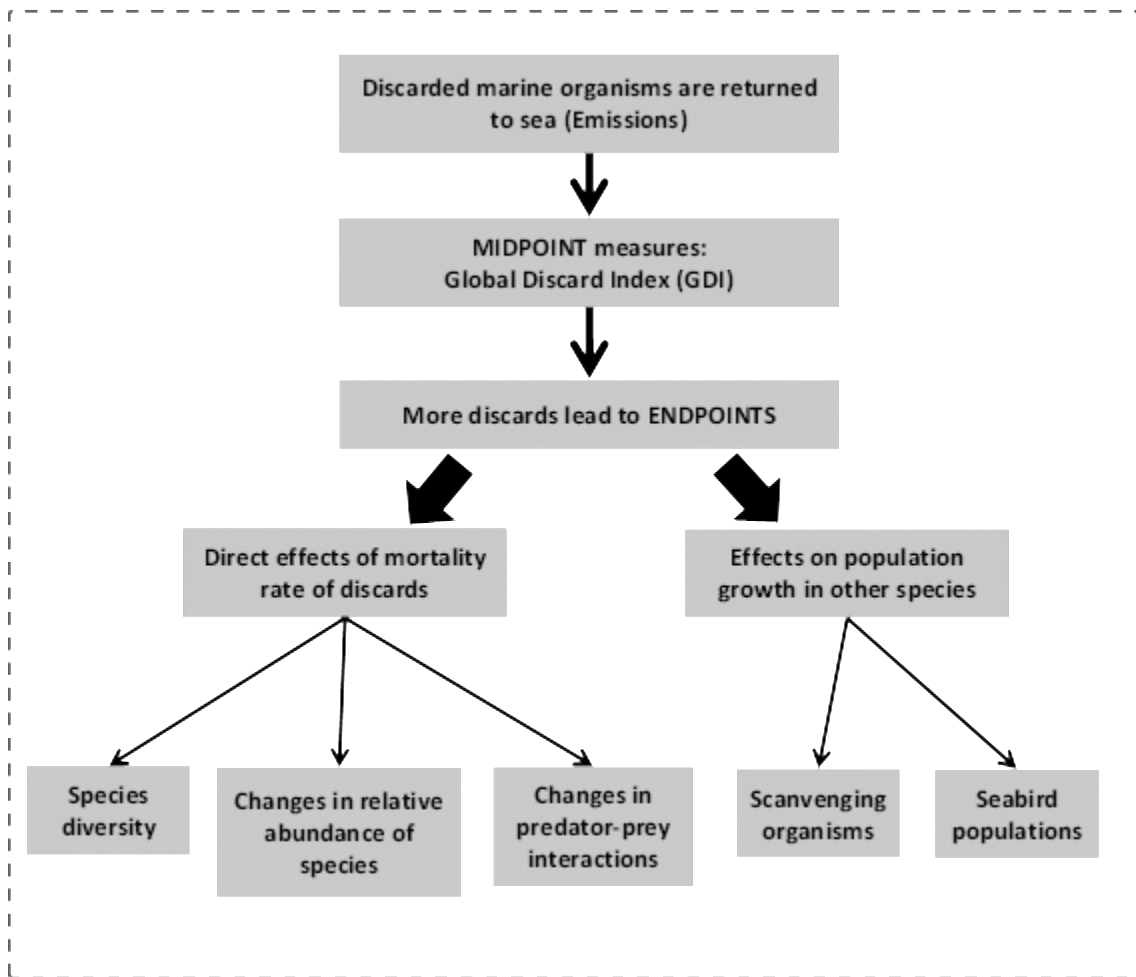 Discarded marine organisms are returned
to sea (Emissions)
MIDPOINT measures:
Global Discard Index (GDI)
More discards lead to ENDPOINTS
Direct effects of mortality
rate of discards
Effects on population
growth in other species
Species
diversity
Changes in relative
abundance of
species
Changes in
predator-prey
interactions
Scanvenging
organisms
Seabird
populations